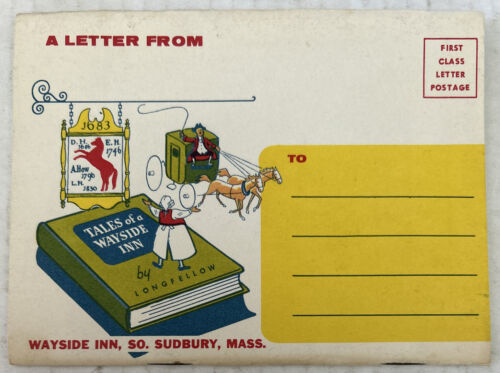 A LETTER FROM
FIRST
CLASS
LETTER
POSTAGE
1683
D. H. E. H.
1686 1746
A. How
1796
L. H.
1830
TO
TALES of a
WAYSIDE
INN
by
LONGFELLOW
WAYSIDE INN, SO. SUDBURY, MASS.